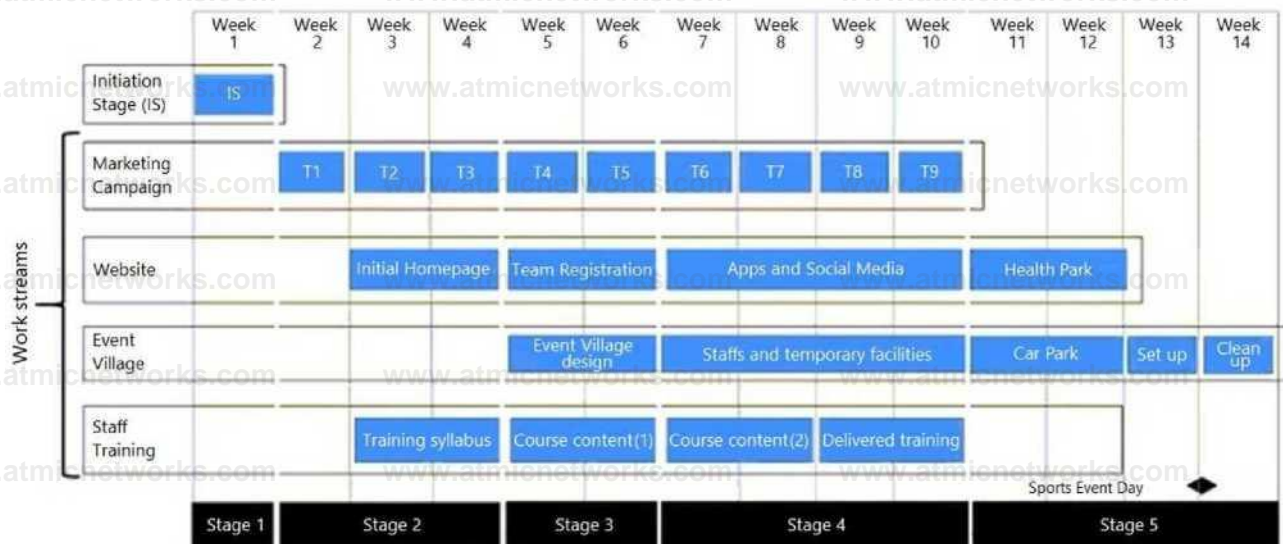 Week 1
Week 2
Week 3
Week 4
Week 5
Week 6
Week 7
Week 8
Week 9
Week 10
Week 11
Week 12
Week 13
Week 14
Work streams
Initiation
Stage (IS)
IS
Marketing
Campaign
T1
T2
T3
T4
T5
T6
T7
T8
T9
Website
Initial Homepage
Team Registration
Apps and Social Media
Health Park
Event
Village
Event Village
design
Staffs and temporary facilities
Car Park
Set up
Clean
up
Staff
Training
Training syllabus
Course content(1)
Course content(2)
Delivered training
Sports Event Day
Stage 1
Stage 2
Stage 3
Stage 4
Stage 5
www.atmicnetworks.com